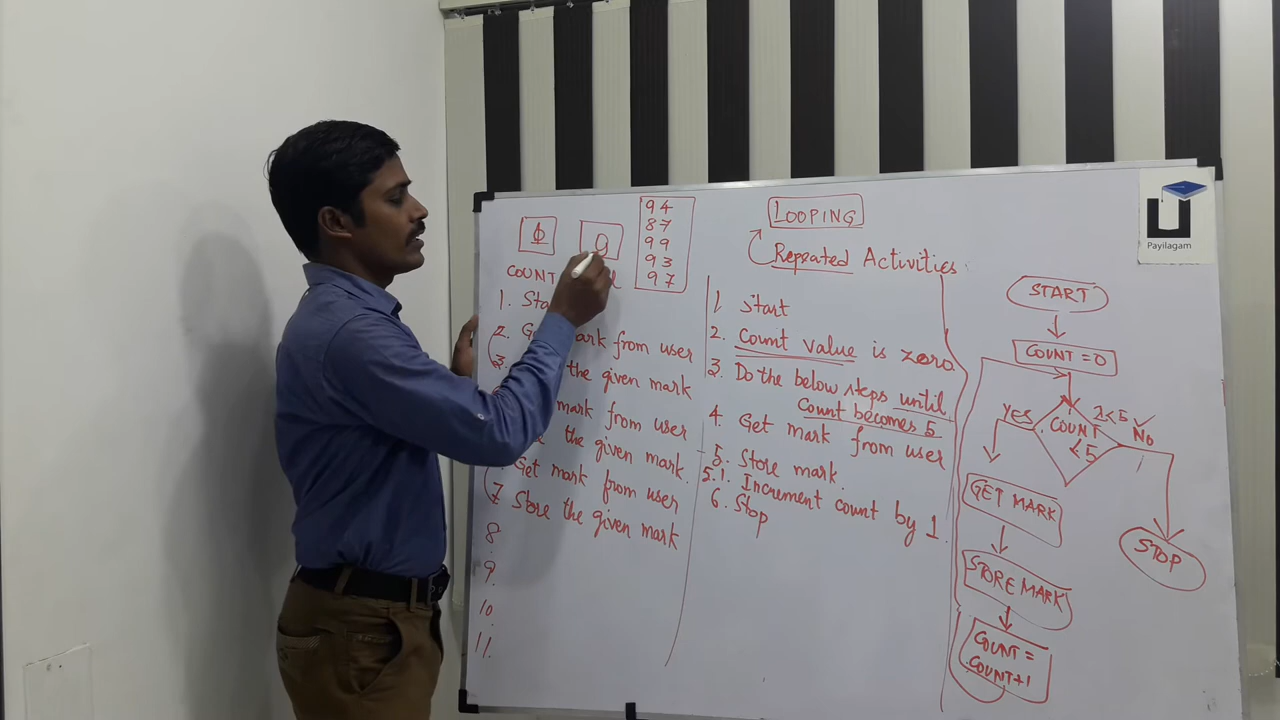 94
87
99
93
97
COUNT
1. Sta
2. Ge mark from user
3. the given mark
mark from user
the given mark.
Get mark from user
7. Store the given mark
8.
9.
10.
11.
LOOPING
Repeated Activities
1. Start
2. Count value is zero.
3. Do the below steps until
Count becomes 5
4. Get mark from user
5. Store mark.
5.1. Increment count by 1.
6. Stop
START
COUNT = 0
YES
COUNT
< 5
2<5 ✓
No
GET MARK
STORE MARK
COUNT =
COUNT+1
STOP
Payilagam